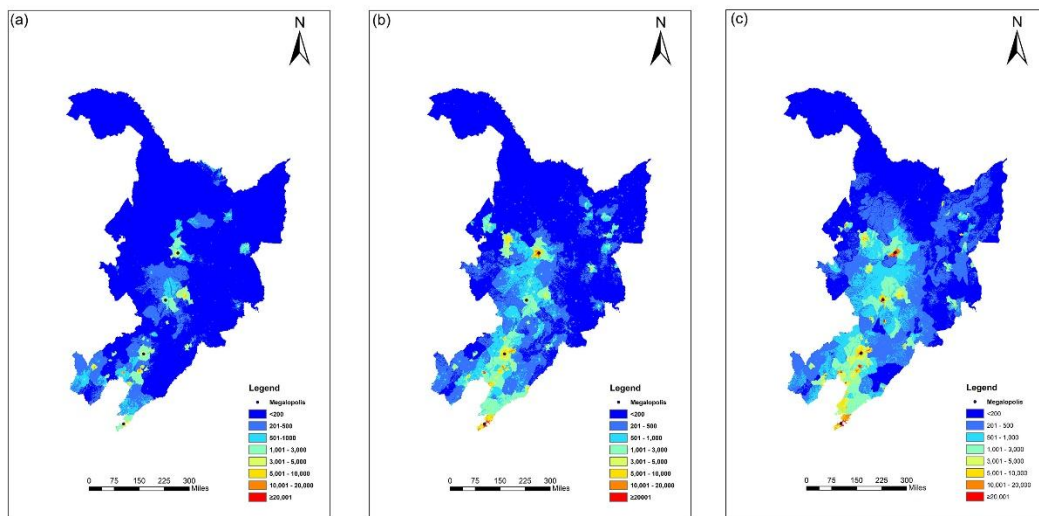 (a)
N
Legend
Megalopolis
<200
201-500
501-1000
1,001 - 3,000
3,001 - 5,000
5,001 - 10,000
10,001 - 20,000
≥20,001
0 75 150 225 300
Miles
(b)
N
Legend
Megalopolis
<200
201 - 500
501 - 1,000
1,001 - 3,000
3,001 - 5,000
5,001 - 10,000
10,001 - 20,000
≥20001
0 75 150 225 300
Miles
(c)
N
Legend
Megalopolis
<200
201 - 500
501 - 1,000
1,001 - 3,000
3,001 - 5,000
5,001 - 10,000
10,001 - 20,000
≥20,001
0 75 150 225 300
Miles